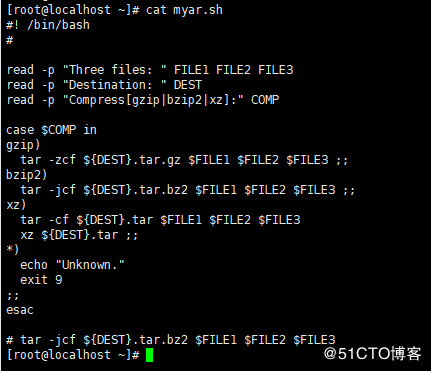 [root@localhost ~]# cat myar.sh
#! /bin/bash
#
read -p "Three files: " FILE1 FILE2 FILE3
read -p "Destination: " DEST
read -p "Compress[gzip|bzip2|xz]:" COMP
case $COMP in
gzip)
  tar -zcf ${DEST}.tar.gz $FILE1 $FILE2 $FILE3 ;;
bzip2)
  tar -jcf ${DEST}.tar.bz2 $FILE1 $FILE2 $FILE3 ;;
xz)
  tar -cf ${DEST}.tar $FILE1 $FILE2 $FILE3
  xz ${DEST}.tar ;;
*)
  echo "Unknown."
  exit 9
;;
esac
# tar -jcf ${DEST}.tar.bz2 $FILE1 $FILE2 $FILE3
[root@localhost ~]#
@51CTO博客